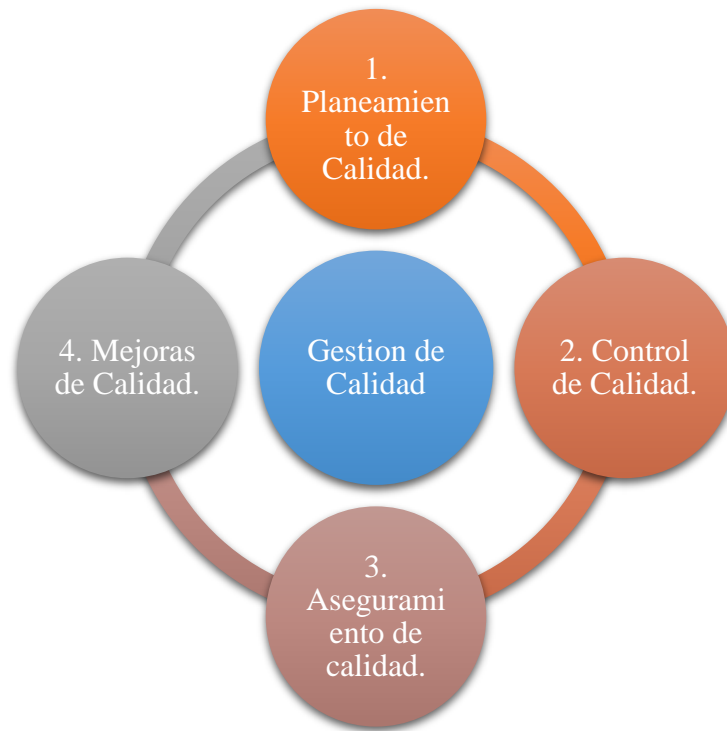 1.
Planeamien
to de
Calidad.
4. Mejoras
de Calidad.
Gestion de
Calidad
2. Control
de Calidad.
3.
Asegurami
ento de
calidad.